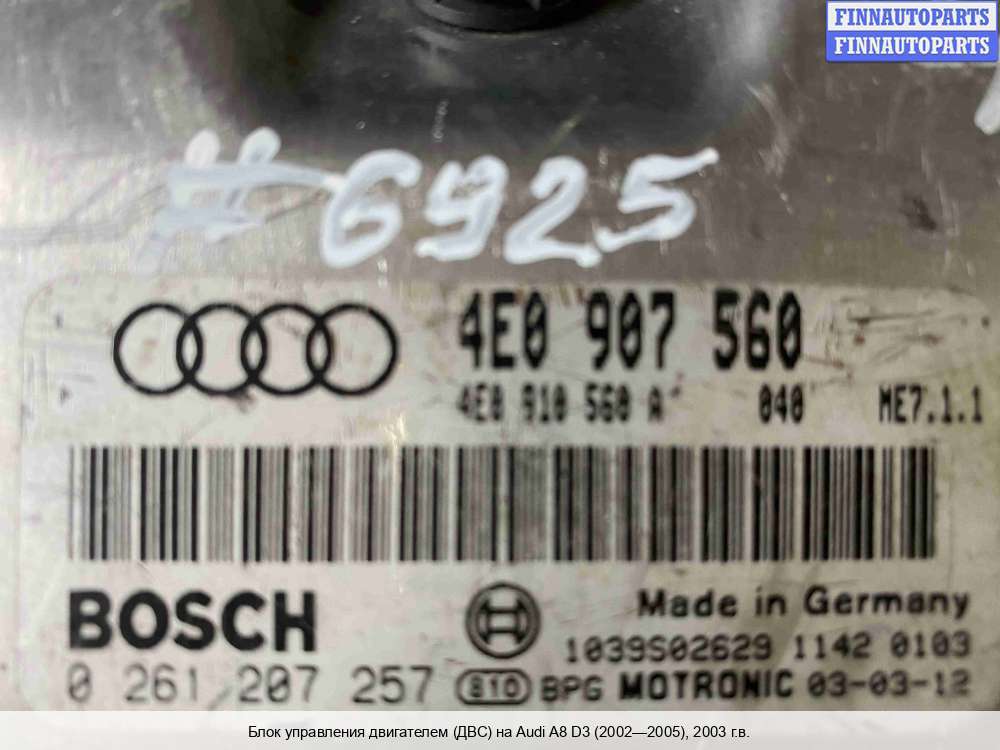 FINNAUTOPARTS
FINNAUTOPARTS
#6925
4E0 907 560
4E0 910 560 A 040 ME7.1.1
BOSCH
Made in Germany
1039S02629 1142 0103
0 261 207 257 810 BPG MOTRONIC 03-03-12
Блок управления двигателем (ДВС) на Audi A8 D3 (2002—2005), 2003 г.в.